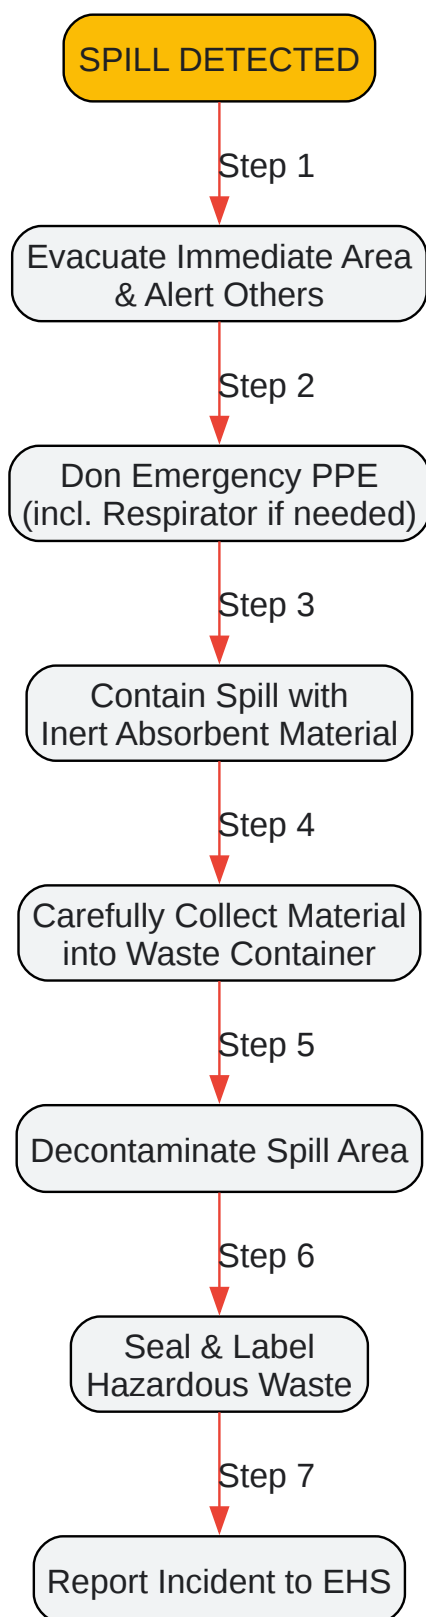 SPILL DETECTED
Step 1
Evacuate Immediate Area
& Alert Others
Step 2
Don Emergency PPE
(incl. Respirator if needed)
Step 3
Contain Spill with
Inert Absorbent Material
Step 4
Carefully Collect Material
into Waste Container
Step 5
Decontaminate Spill Area
Step 6
Seal & Label
Hazardous Waste
Step 7
Report Incident to EHS